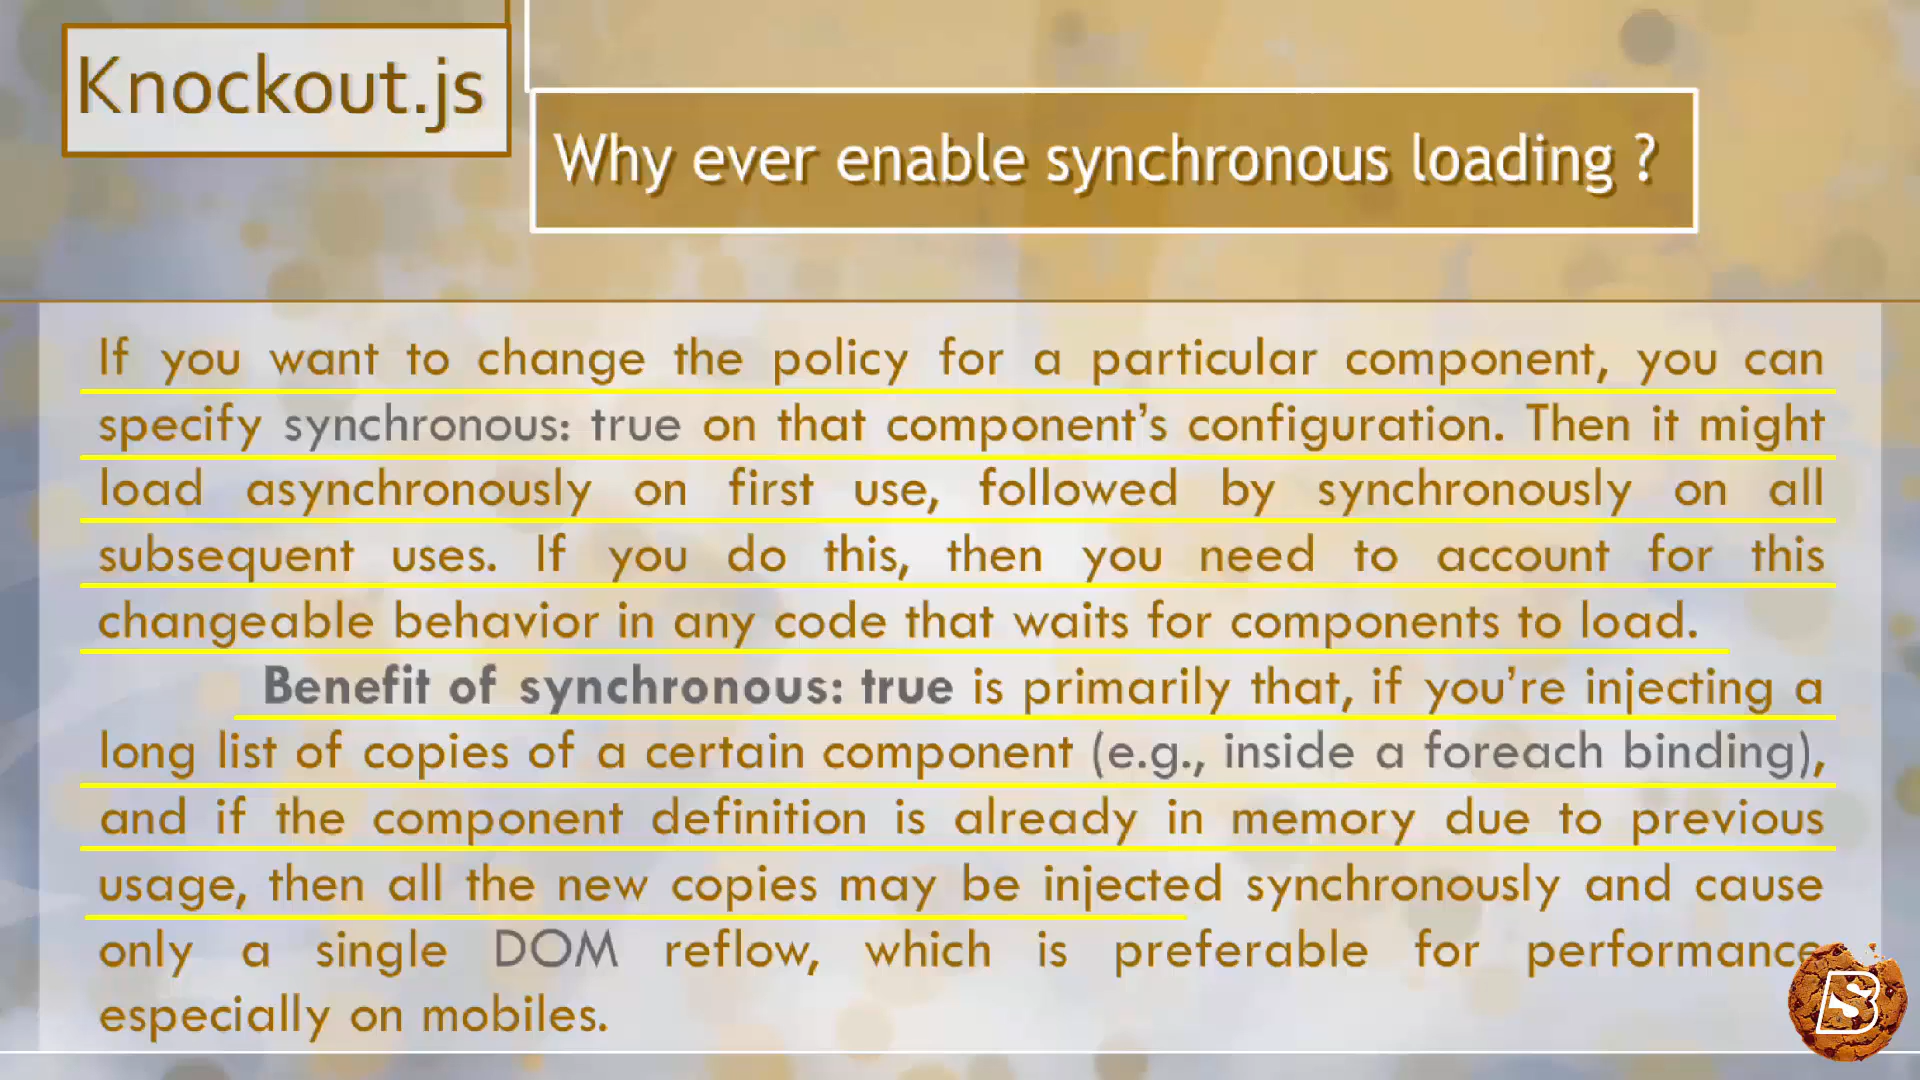 Knockout.js
Why ever enable synchronous loading ?
If you want to change the policy for a particular component, you can
specify synchronous: true on that component’s configuration. Then it might
load asynchronously on first use, followed by synchronously on all
subsequent uses. If you do this, then you need to account for this
changeable behavior in any code that waits for components to load.
Benefit of synchronous: true is primarily that, if you’re injecting a
long list of copies of a certain component (e.g., inside a foreach binding),
and if the component definition is already in memory due to previous
usage, then all the new copies may be injected synchronously and cause
only a single DOM reflow, which is preferable for performance
especially on mobiles.